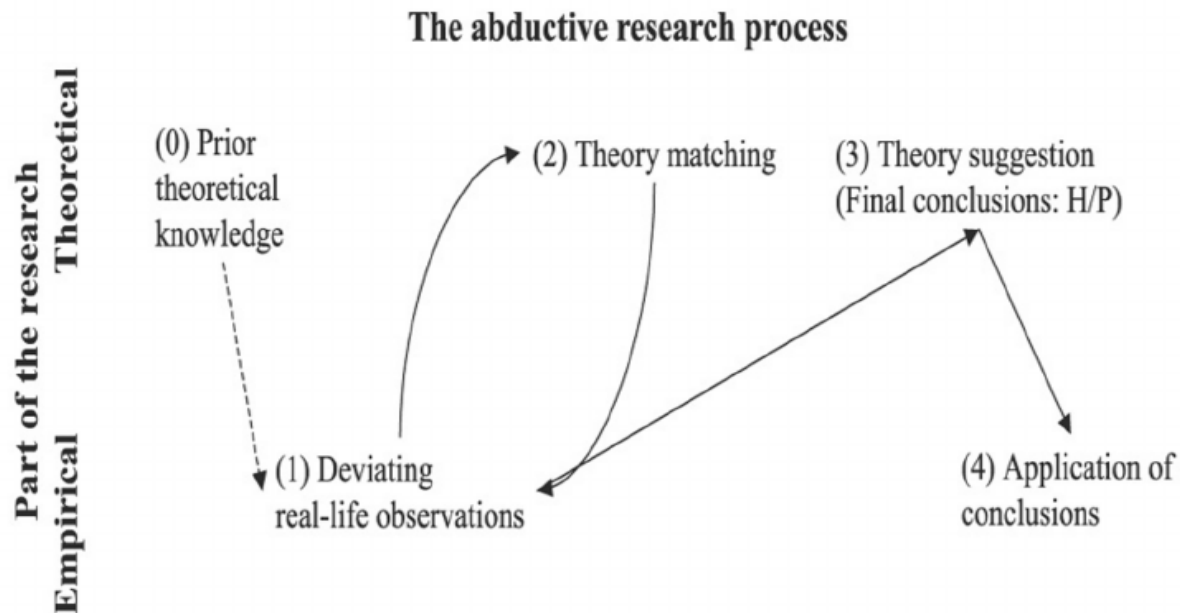 The abductive research process
Part of the research
Theoretical
Empirical
(0) Prior
theoretical
knowledge
(2) Theory matching
(3) Theory suggestion
(Final conclusions: H/P)
(1) Deviating
real-life observations
(4) Application of
conclusions